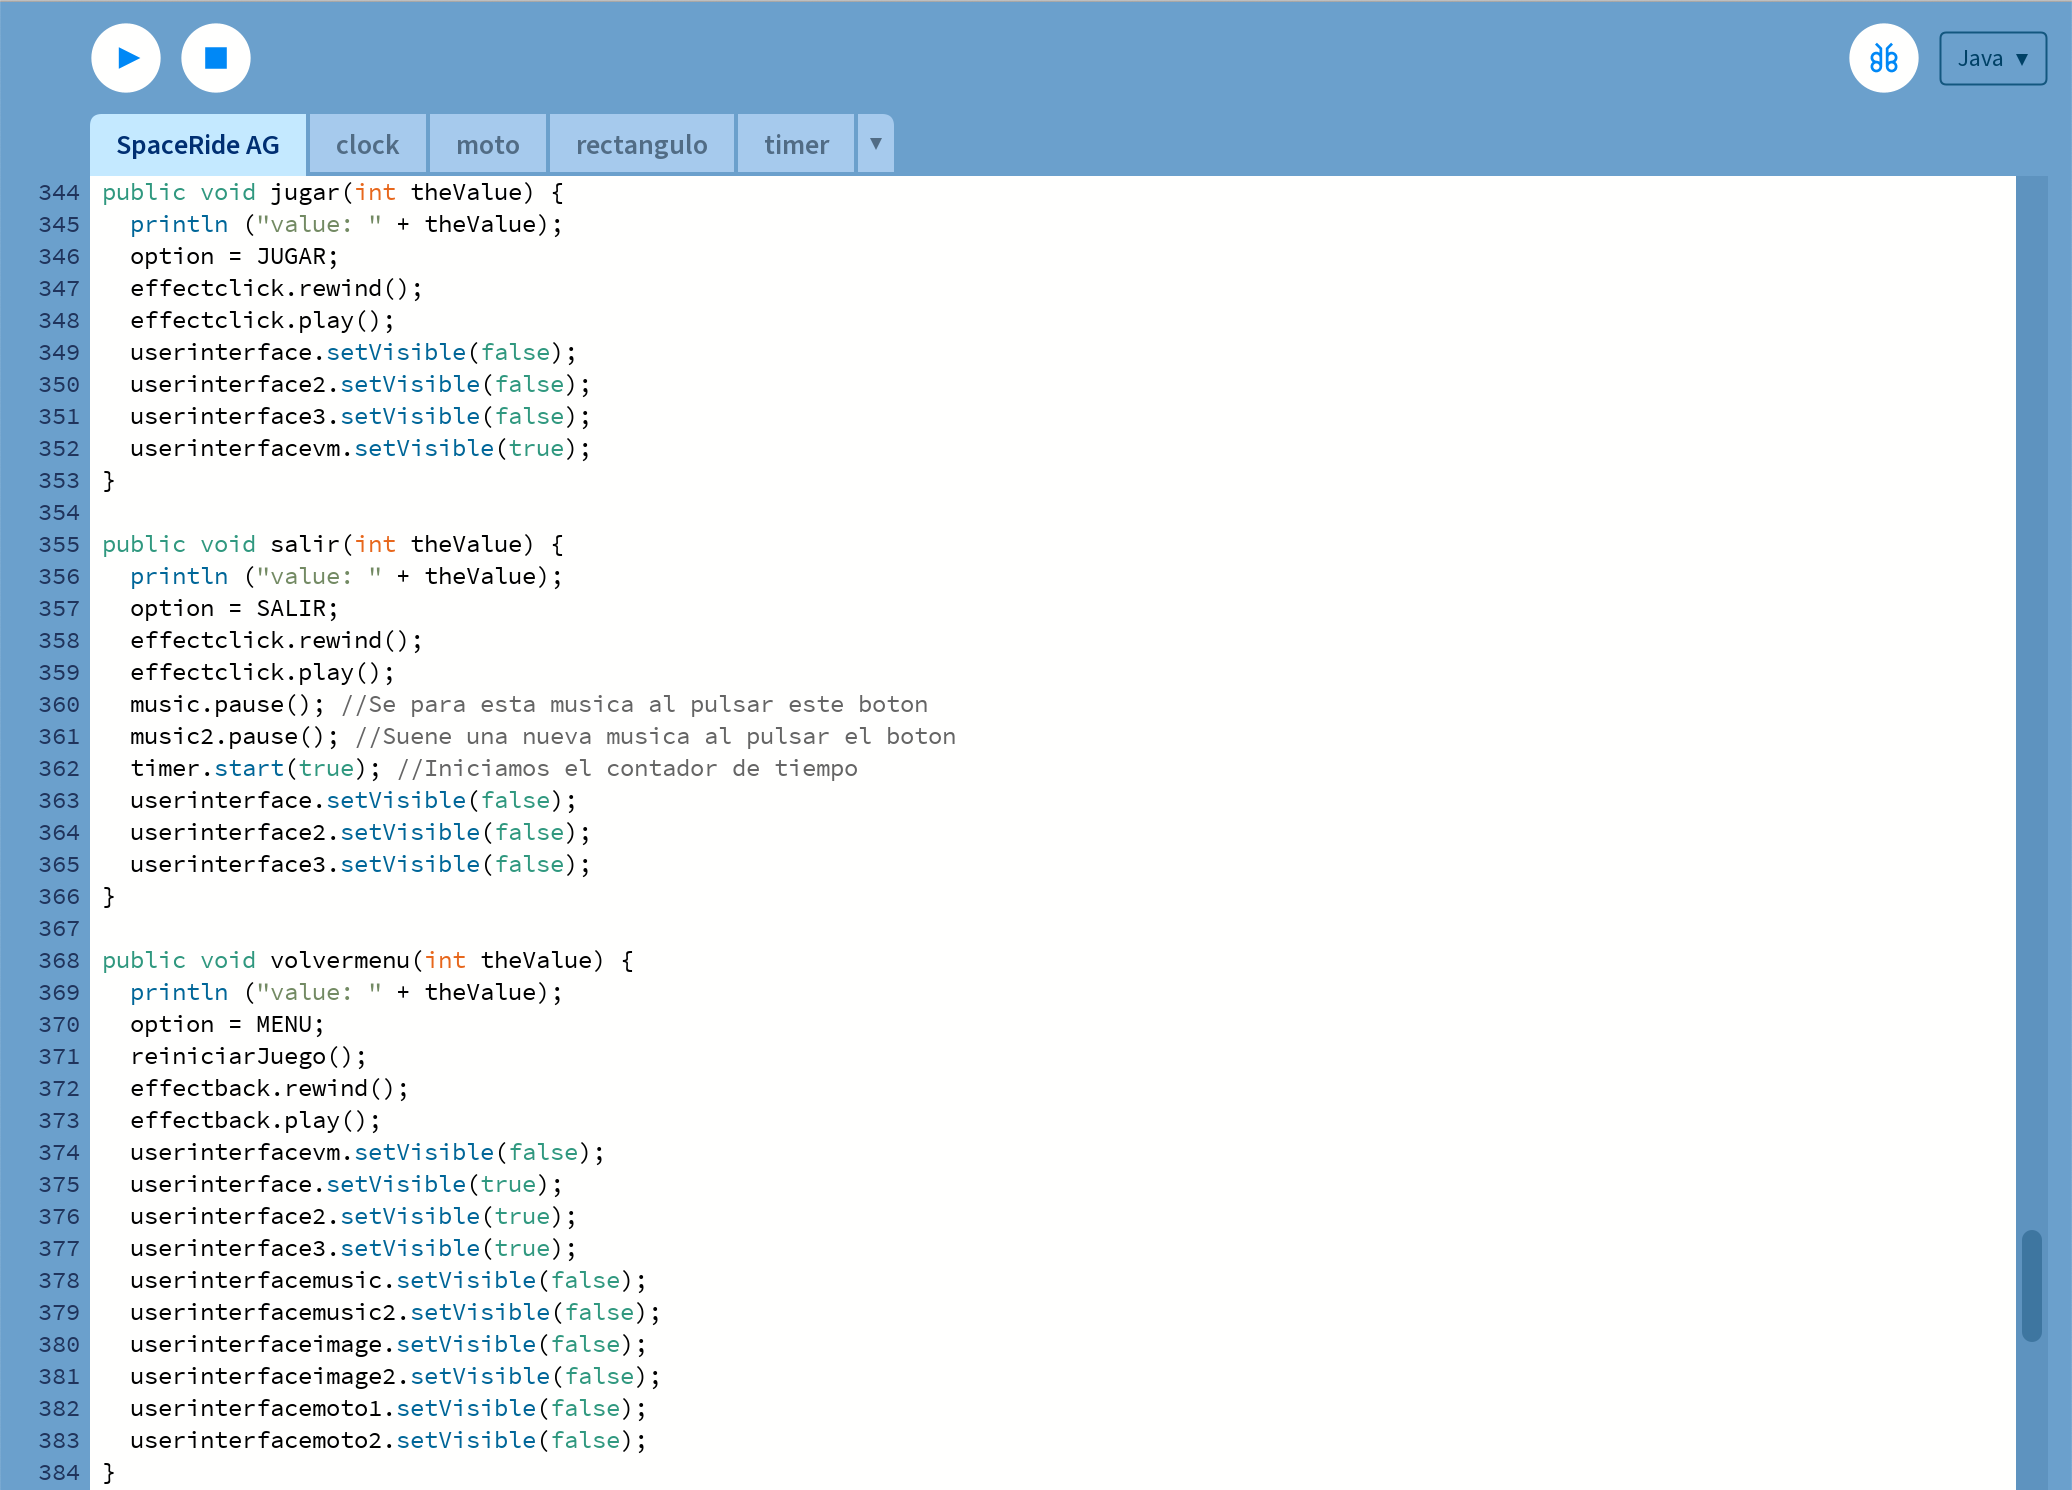 Java ▼
SpaceRide AG clock moto rectangulo timer ▼
344 public void jugar(int theValue) {
345 println ("value: " + theValue);
346 option = JUGAR;
347 effectclick.rewind();
348 effectclick.play();
349 userinterface.setVisible(false);
350 userinterface2.setVisible(false);
351 userinterface3.setVisible(false);
352 userinterfacevm.setVisible(true);
353 }
354
355 public void salir(int theValue) {
356 println ("value: " + theValue);
357 option = SALIR;
358 effectclick.rewind();
359 effectclick.play();
360 music.pause(); //Se para esta musica al pulsar este boton
361 music2.pause(); //Suene una nueva musica al pulsar el boton
362 timer.start(true); //Iniciamos el contador de tiempo
363 userinterface.setVisible(false);
364 userinterface2.setVisible(false);
365 userinterface3.setVisible(false);
366 }
367
368 public void volvermenu(int theValue) {
369 println ("value: " + theValue);
370 option = MENU;
371 reiniciarJuego();
372 effectback.rewind();
373 effectback.play();
374 userinterfacevm.setVisible(false);
375 userinterface.setVisible(true);
376 userinterface2.setVisible(true);
377 userinterface3.setVisible(true);
378 userinterfacemusic.setVisible(false);
379 userinterfacemusic2.setVisible(false);
380 userinterfaceimage.setVisible(false);
381 userinterfaceimage2.setVisible(false);
382 userinterfacemoto1.setVisible(false);
383 userinterfacemoto2.setVisible(false);
384 }